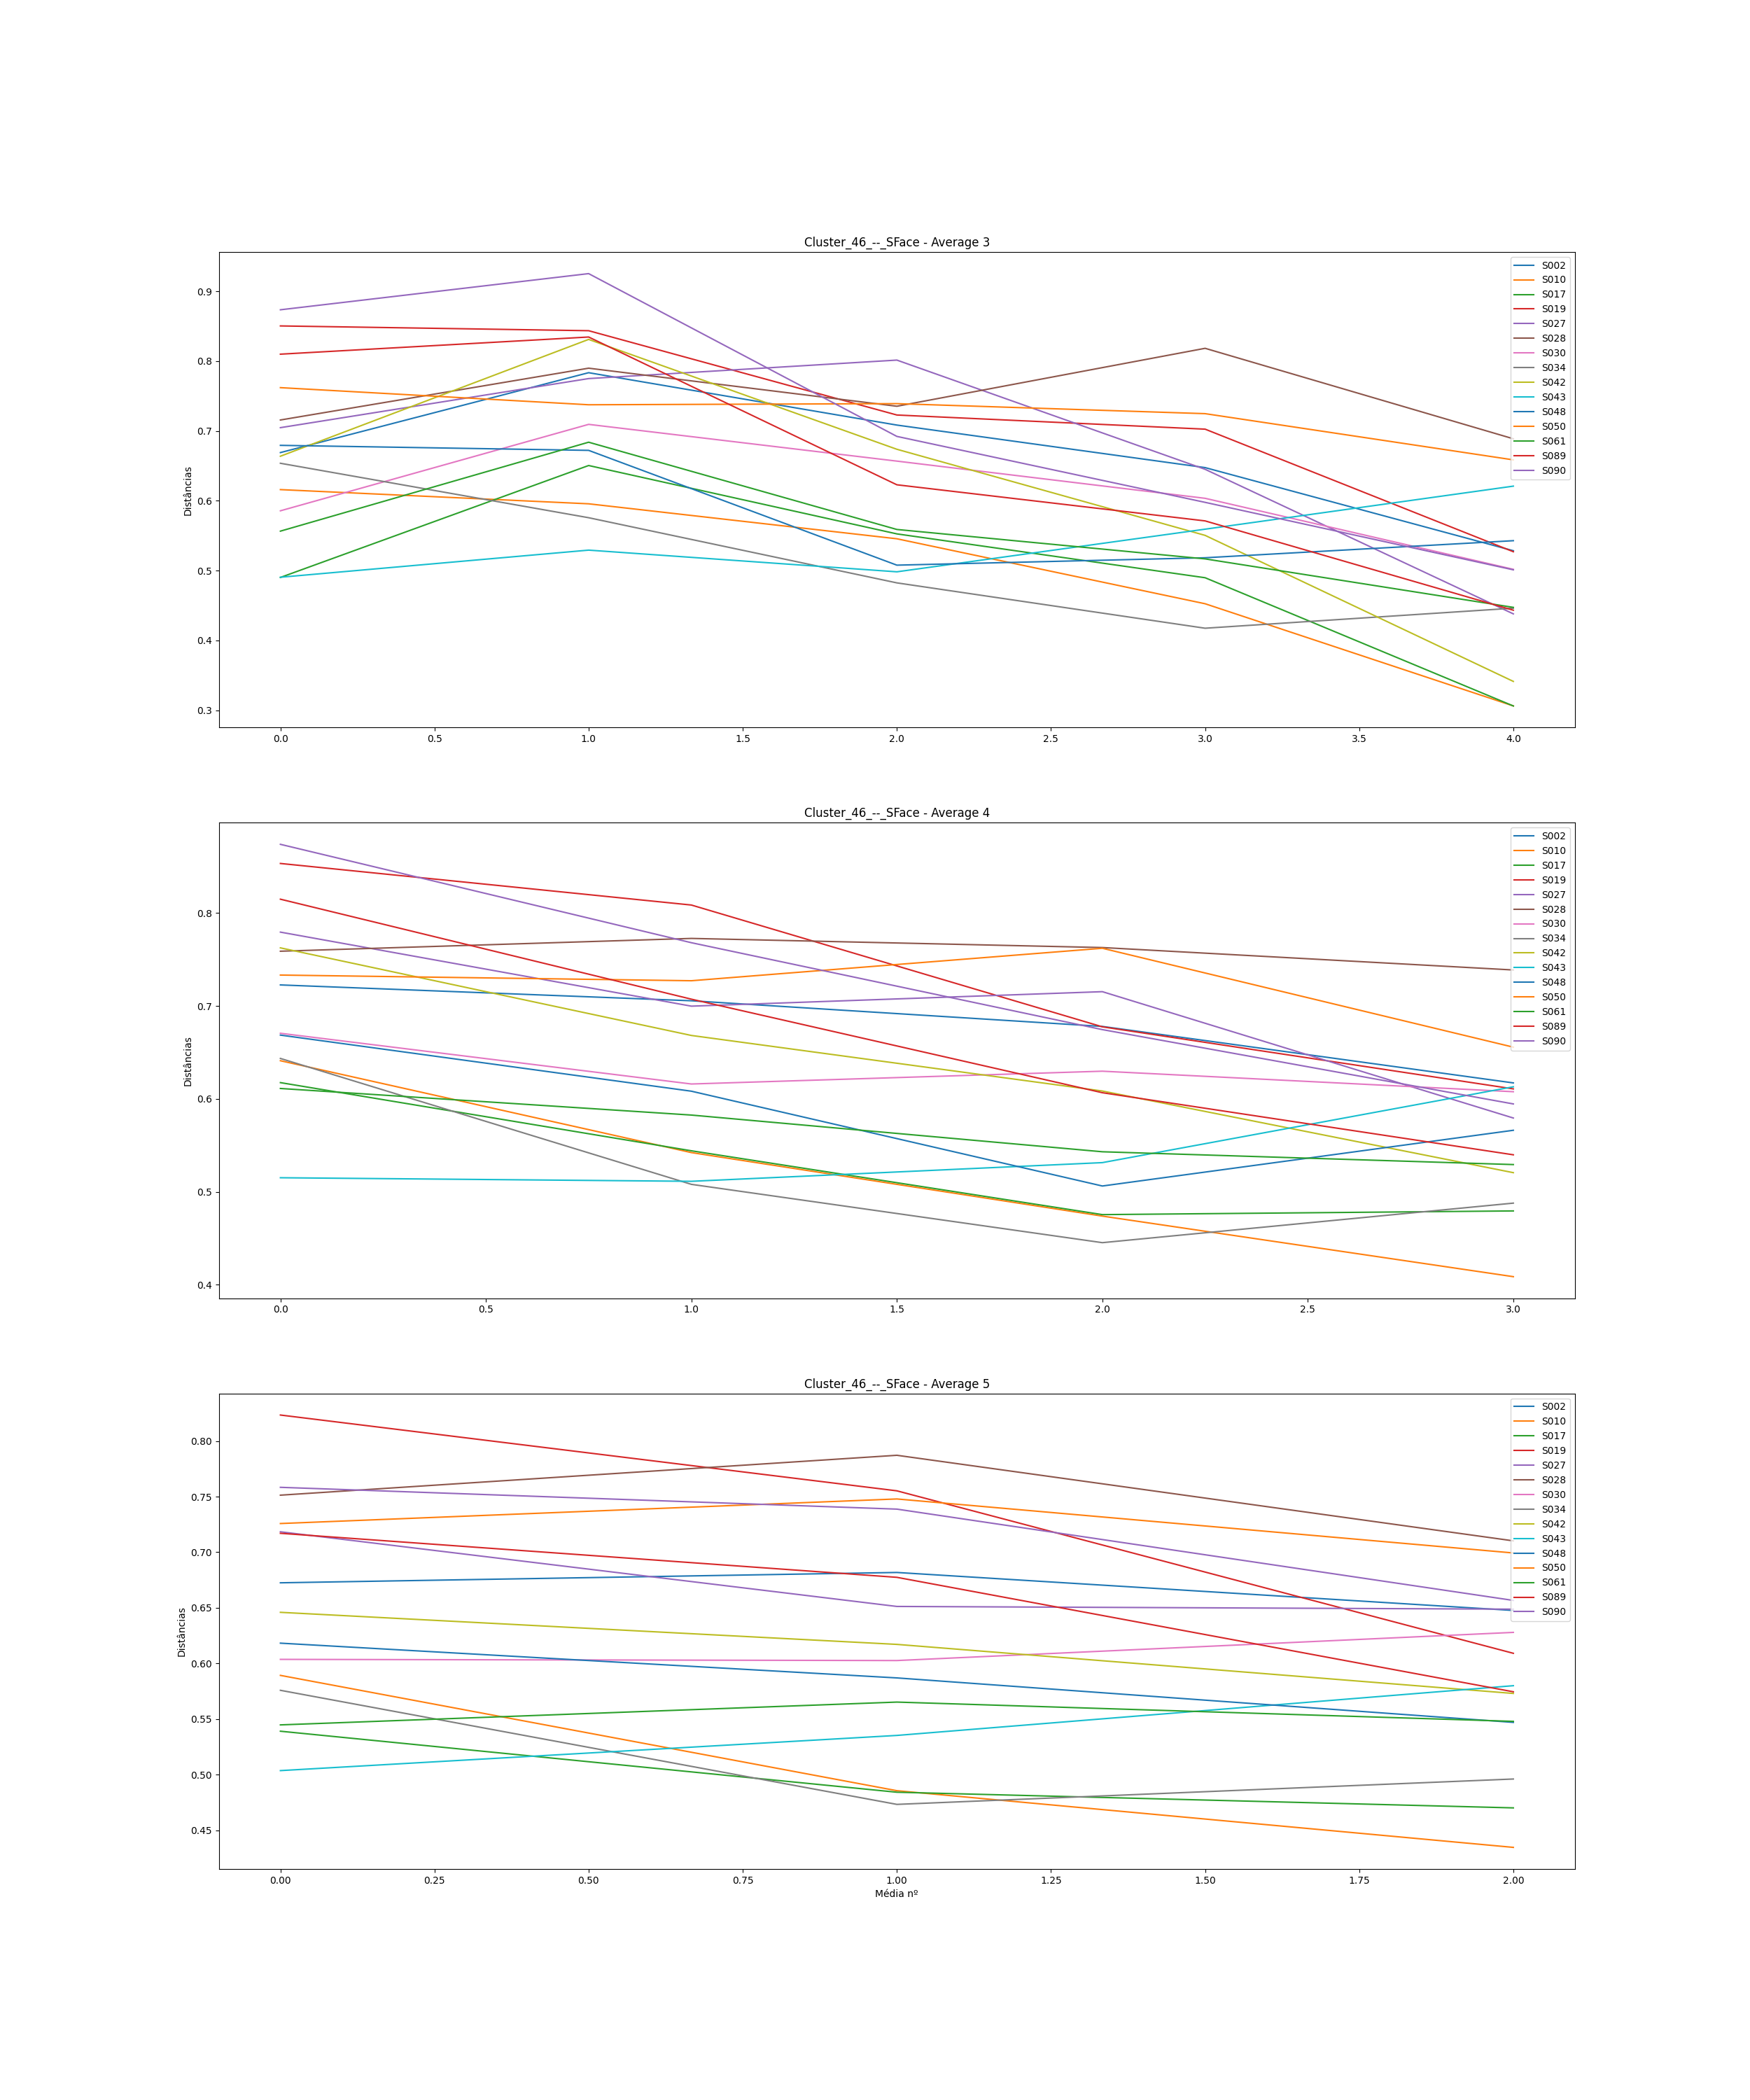 Cluster_46_--_SFace - Average 3
Distâncias
0.9
0.8
0.7
0.6
0.5
0.4
0.3
0.0 0.5 1.0 1.5 2.0 2.5 3.0 3.5 4.0
S002
S010
S017
S019
S027
S028
S030
S034
S042
S043
S048
S050
S061
S089
S090
Cluster_46_--_SFace - Average 4
Distâncias
0.8
0.7
0.6
0.5
0.4
0.0 0.5 1.0 1.5 2.0 2.5 3.0
S002
S010
S017
S019
S027
S028
S030
S034
S042
S043
S048
S050
S061
S089
S090
Cluster_46_--_SFace - Average 5
Distâncias
0.80
0.75
0.70
0.65
0.60
0.55
0.50
0.45
0.00 0.25 0.50 0.75 1.00 1.25 1.50 1.75 2.00
Média nº
S002
S010
S017
S019
S027
S028
S030
S034
S042
S043
S048
S050
S061
S089
S090